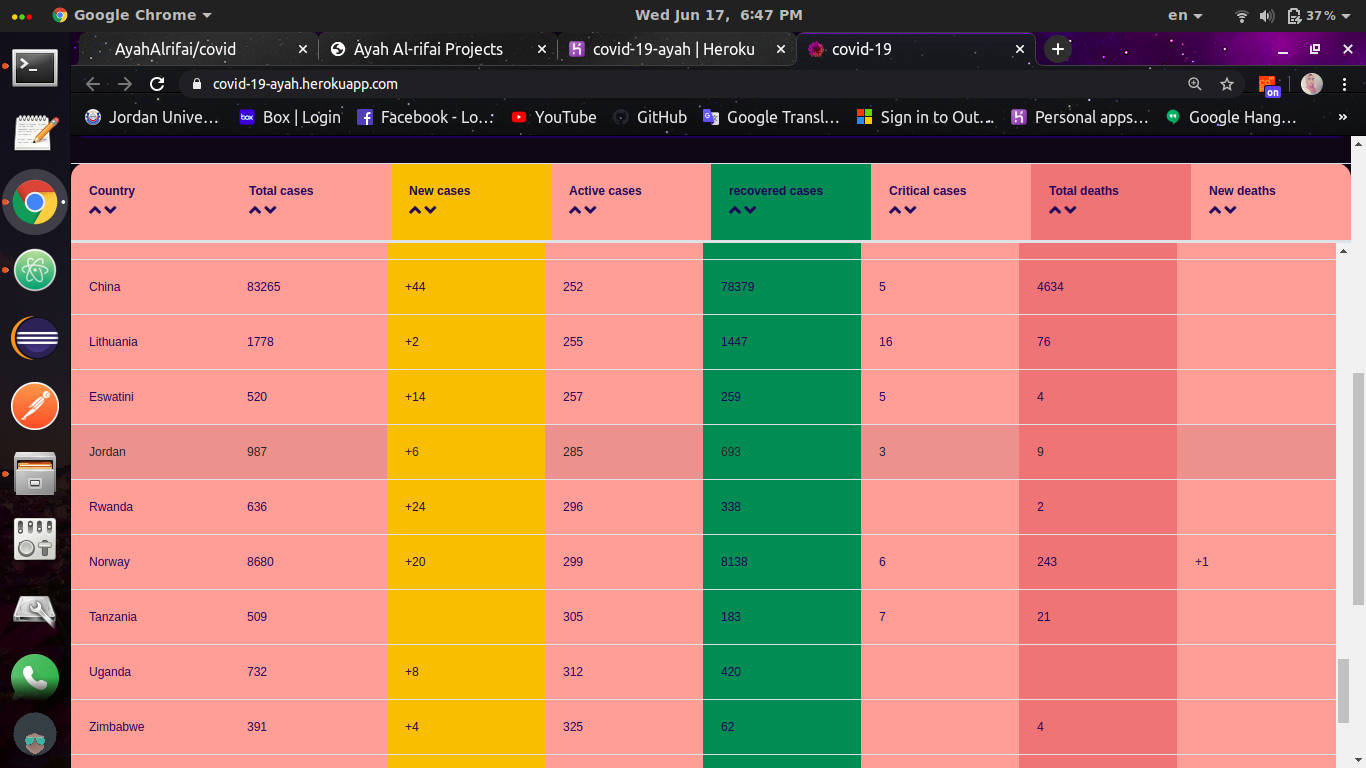 Google Chrome Wed Jun 17, 6:47 PM en 37%
AyahAlrifai/covid Ayah Al-rifai Projects covid-19-ayah | Heroku covid-19
covid-19-ayah.herokuapp.com on
Jordan Unive... Box | Login Facebook - Lo... YouTube GitHub Google Transl... Sign in to Out... Personal apps... Google Hang... »
Country Total cases New cases Active cases recovered cases Critical cases Total deaths New deaths
China 83265 +44 252 78379 5 4634
Lithuania 1778 +2 255 1447 16 76
Eswatini 520 +14 257 259 5 4
Jordan 987 +6 285 693 3 9
Rwanda 636 +24 296 338 2
Norway 8680 +20 299 8138 6 243 +1
Tanzania 509 305 183 7 21
Uganda 732 +8 312 420
Zimbabwe 391 +4 325 62 4